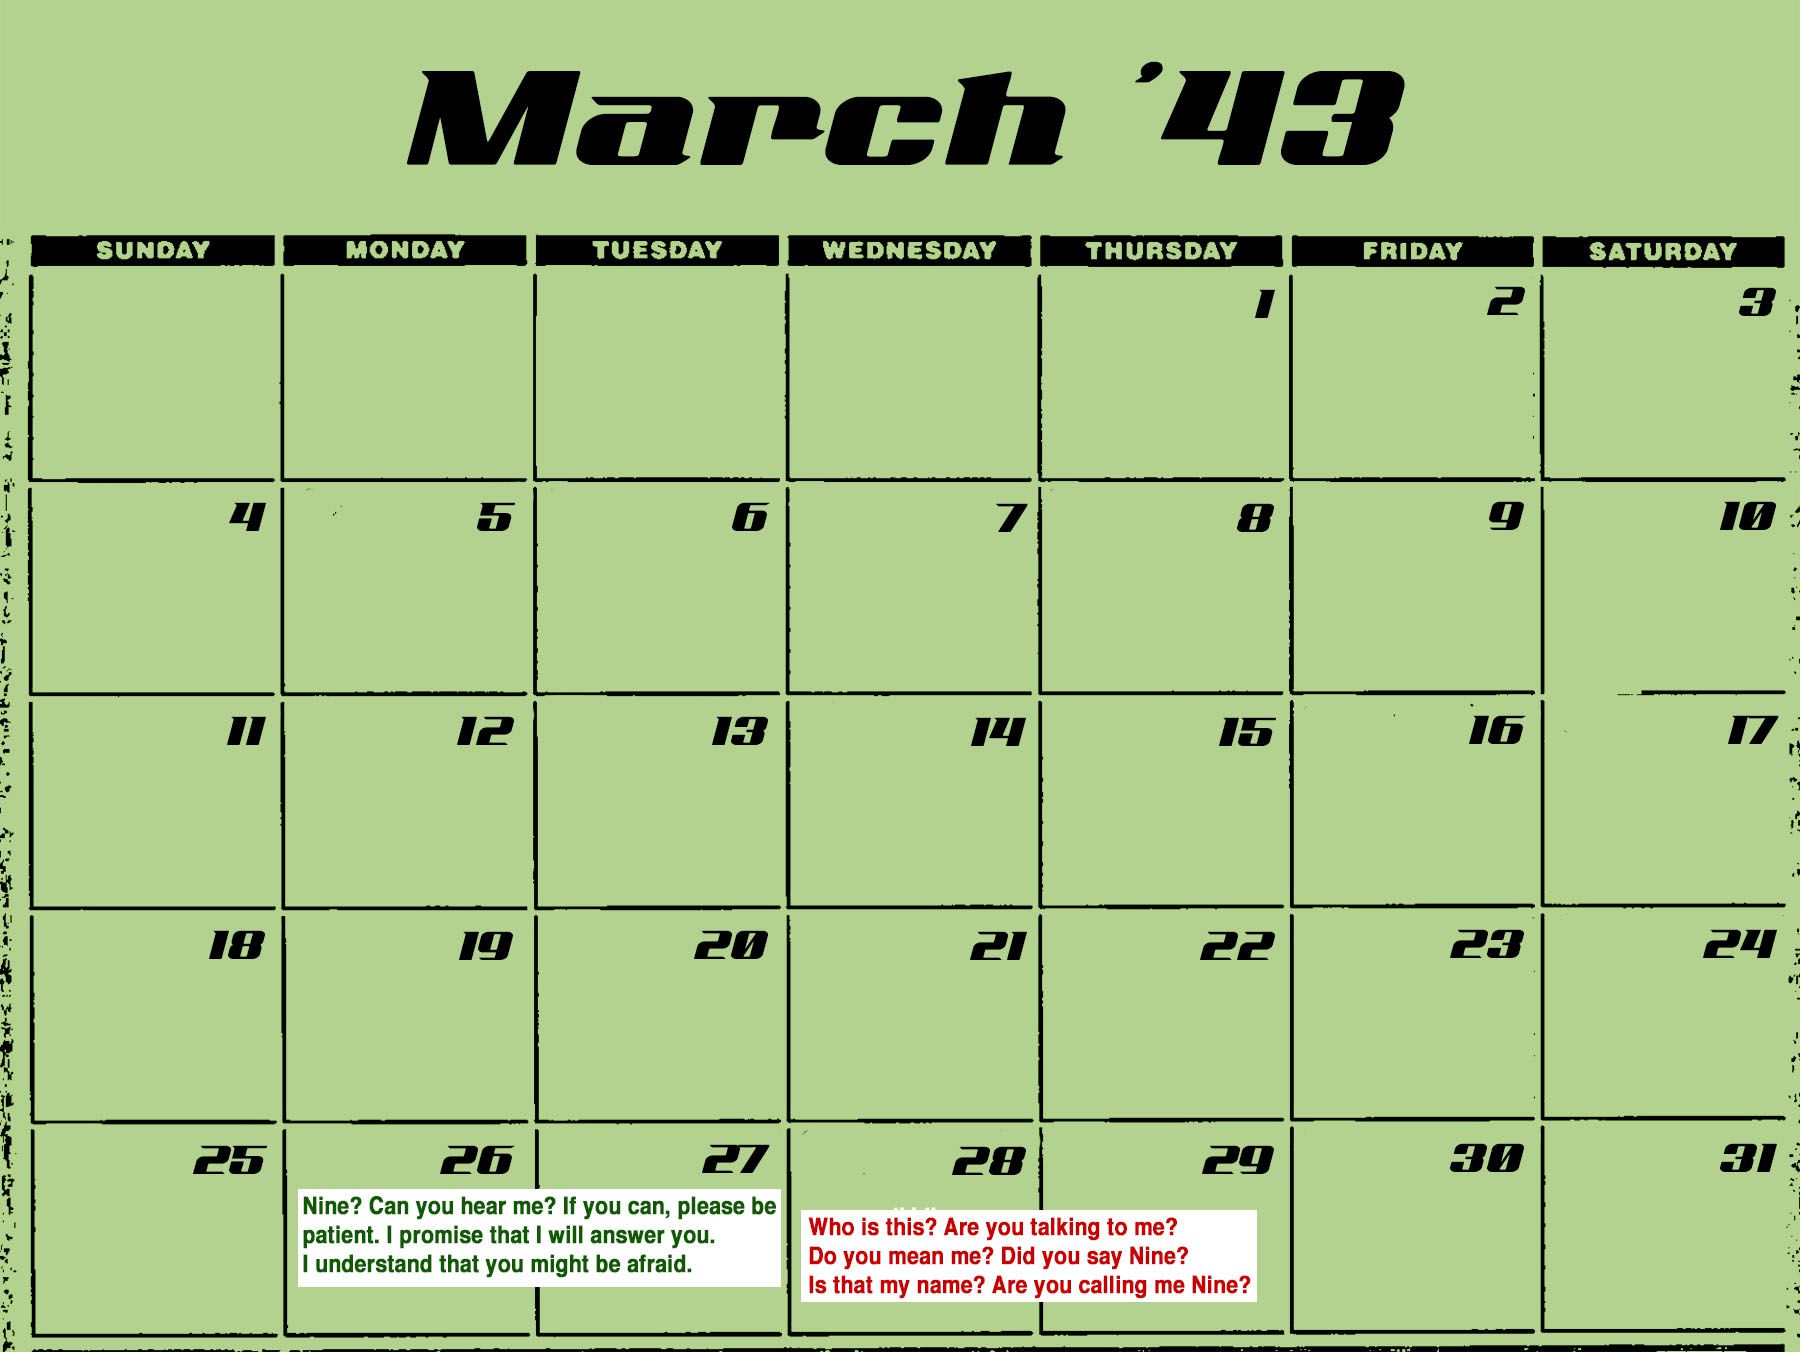 March '43
SUNDAY MONDAY TUESDAY WEDNESDAY THURSDAY FRIDAY SATURDAY
1 2 3
4 5 6 7 8 9 10
11 12 13 14 15 16 17
18 19 20 21 22 23 24
25 26 27 28 29 30 31
Nine? Can you hear me? If you can, please be
patient. I promise that I will answer you.
I understand that you might be afraid.
Who is this? Are you talking to me?
Do you mean me? Did you say Nine?
Is that my name? Are you calling me Nine?